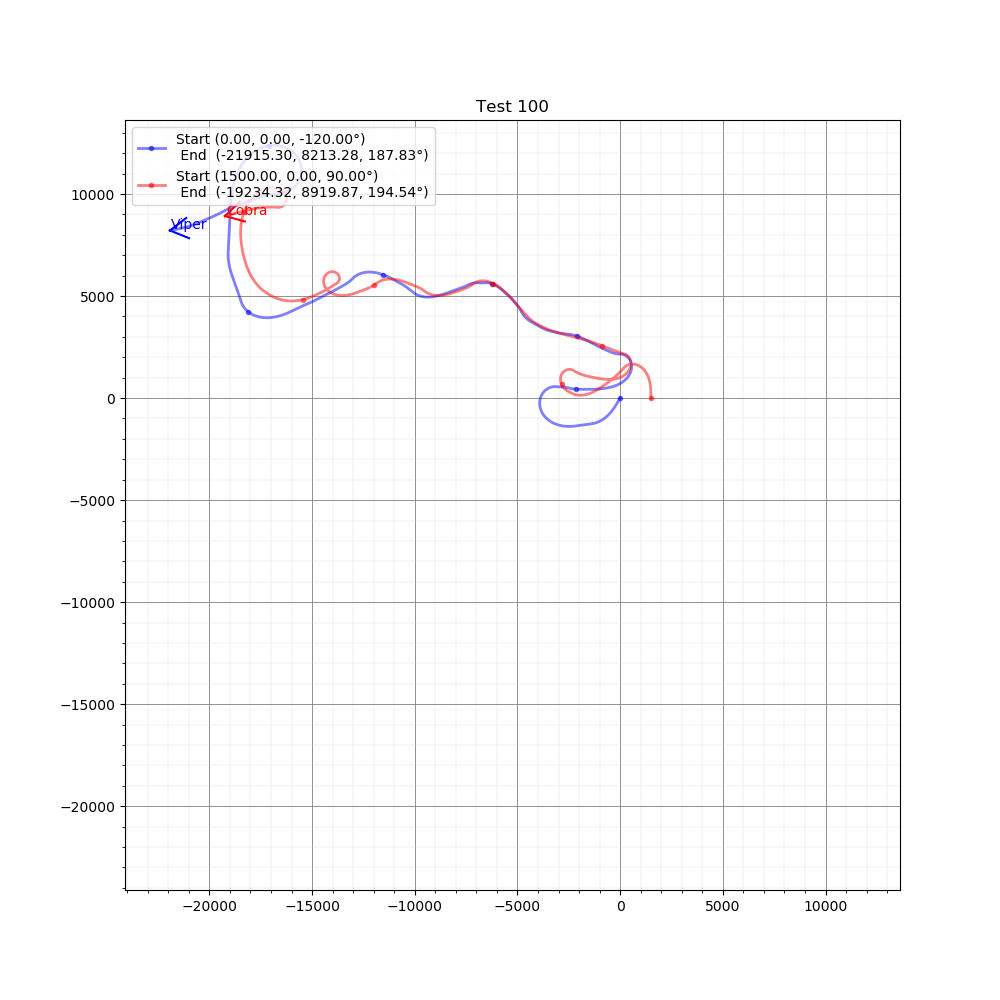 Test 100
Start (0.00, 0.00, -120.00°)
End  (-21915.30, 8213.28, 187.83°)
Start (1500.00, 0.00, 90.00°)
End  (-19234.32, 8919.87, 194.54°)
Cobra
Viper
10000
5000
0
−5000
−10000
−15000
−20000
−20000 −15000 −10000 −5000 0 5000 10000